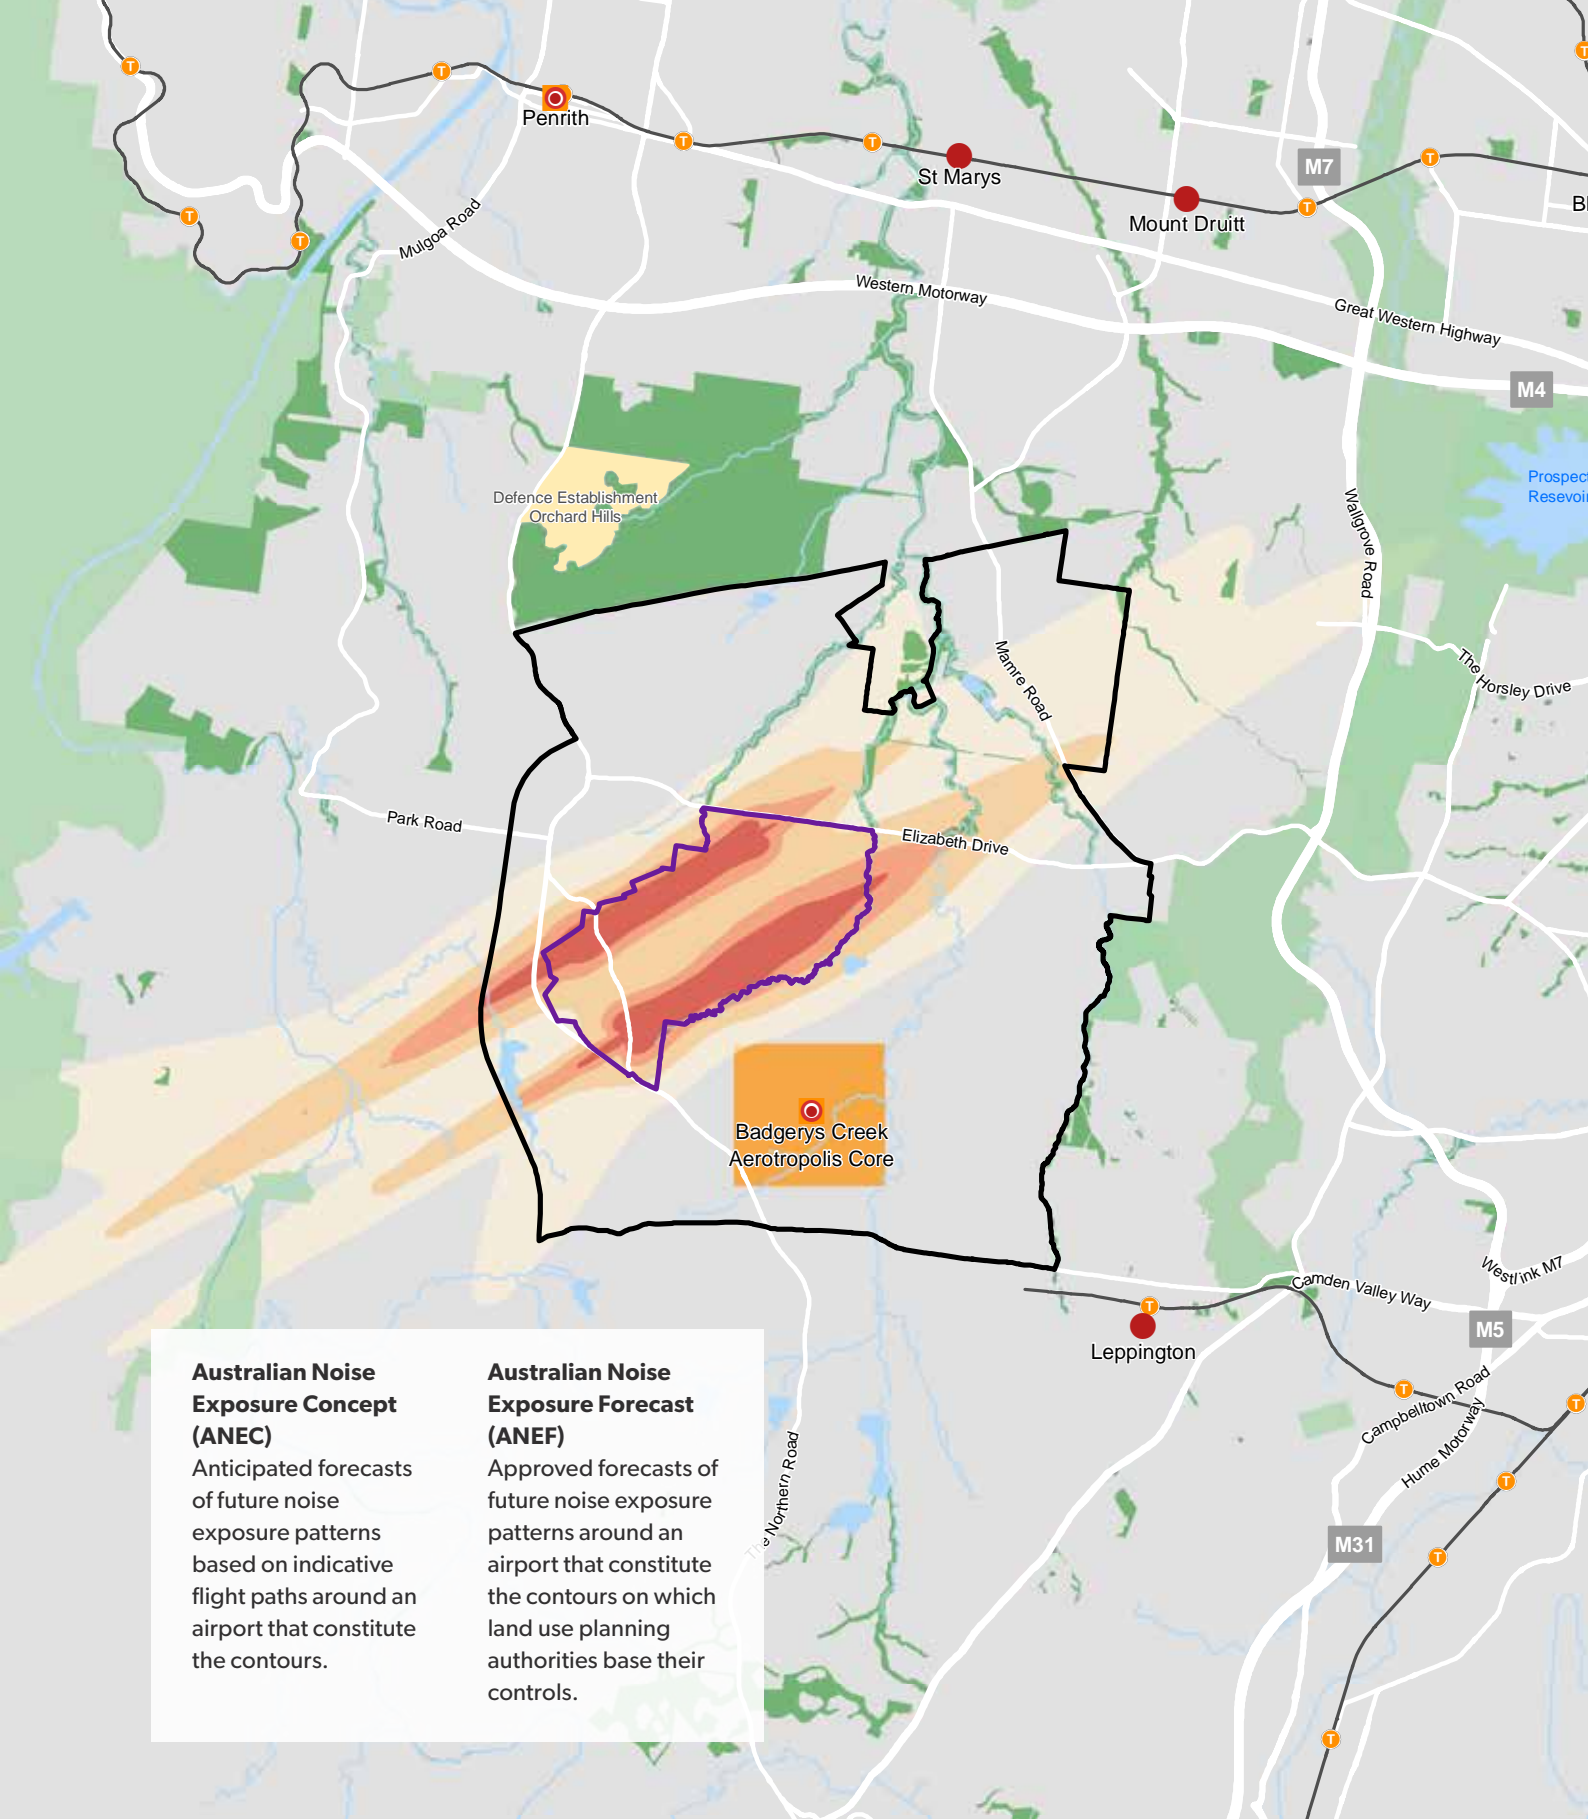 T
T
T
Penrith
T
T
St Marys
M7
T
Mount Druitt
T
T
T
T
Mulgoa Road
Western Motorway
Great Western Highway
M4
Defence Establishment
Orchard Hills
Prospect
Resevoi
Wallgrove Road
Mamre Road
The Horsley Drive
Park Road
Elizabeth Drive
Badgerys Creek
Aerotropolis Core
Westlink M7
Camden Valley Way
T
M5
Leppington
T
Campbelltown Road
T
Hume Motorway
The Northern Road
T
M31
T
T
Australian Noise
Exposure Concept
(ANEC)
Anticipated forecasts
of future noise
exposure patterns
based on indicative
flight paths around an
airport that constitute
the contours.
Australian Noise
Exposure Forecast
(ANEF)
Approved forecasts of
future noise exposure
patterns around an
airport that constitute
the contours on which
land use planning
authorities base their
controls.